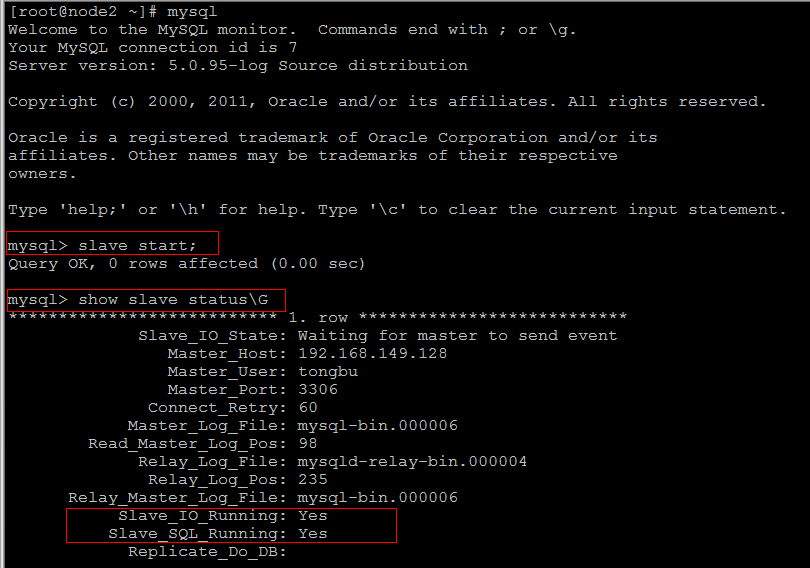 [root@node2 ~]# mysql
Welcome to the MySQL monitor.  Commands end with ; or \g.
Your MySQL connection id is 7
Server version: 5.0.95-log Source distribution
Copyright (c) 2000, 2011, Oracle and/or its affiliates. All rights reserved.
Oracle is a registered trademark of Oracle Corporation and/or its
affiliates. Other names may be trademarks of their respective
owners.
Type 'help;' or '\h' for help. Type '\c' to clear the current input statement.
mysql> slave start;
Query OK, 0 rows affected (0.00 sec)
mysql> show slave status\G
*************************** 1. row ***************************
Slave_IO_State: Waiting for master to send event
Master_Host: 192.168.149.128
Master_User: tongbu
Master_Port: 3306
Connect_Retry: 60
Master_Log_File: mysql-bin.000006
Read_Master_Log_Pos: 98
Relay_Log_File: mysqld-relay-bin.000004
Relay_Log_Pos: 235
Relay_Master_Log_File: mysql-bin.000006
Slave_IO_Running: Yes
Slave_SQL_Running: Yes
Replicate_Do_DB: